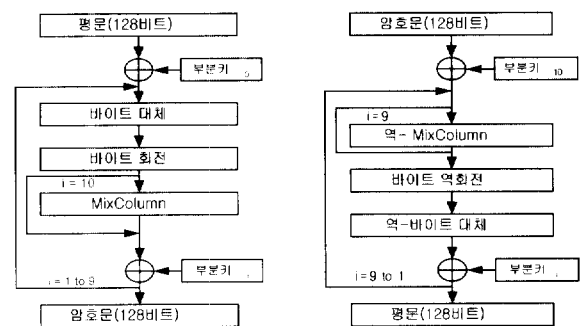 평문(128비트)
부분키 0
바이트 대체
바이트 회전
i = 10
MixColumn
부분키 i
i = 1 to 9
암호문(128비트)
암호문(128비트)
부분키 10
i = 9
역- MixColumn
바이트 역회전
역-바이트 대체
부분키 i
i = 9 to 1
평문(128비트)